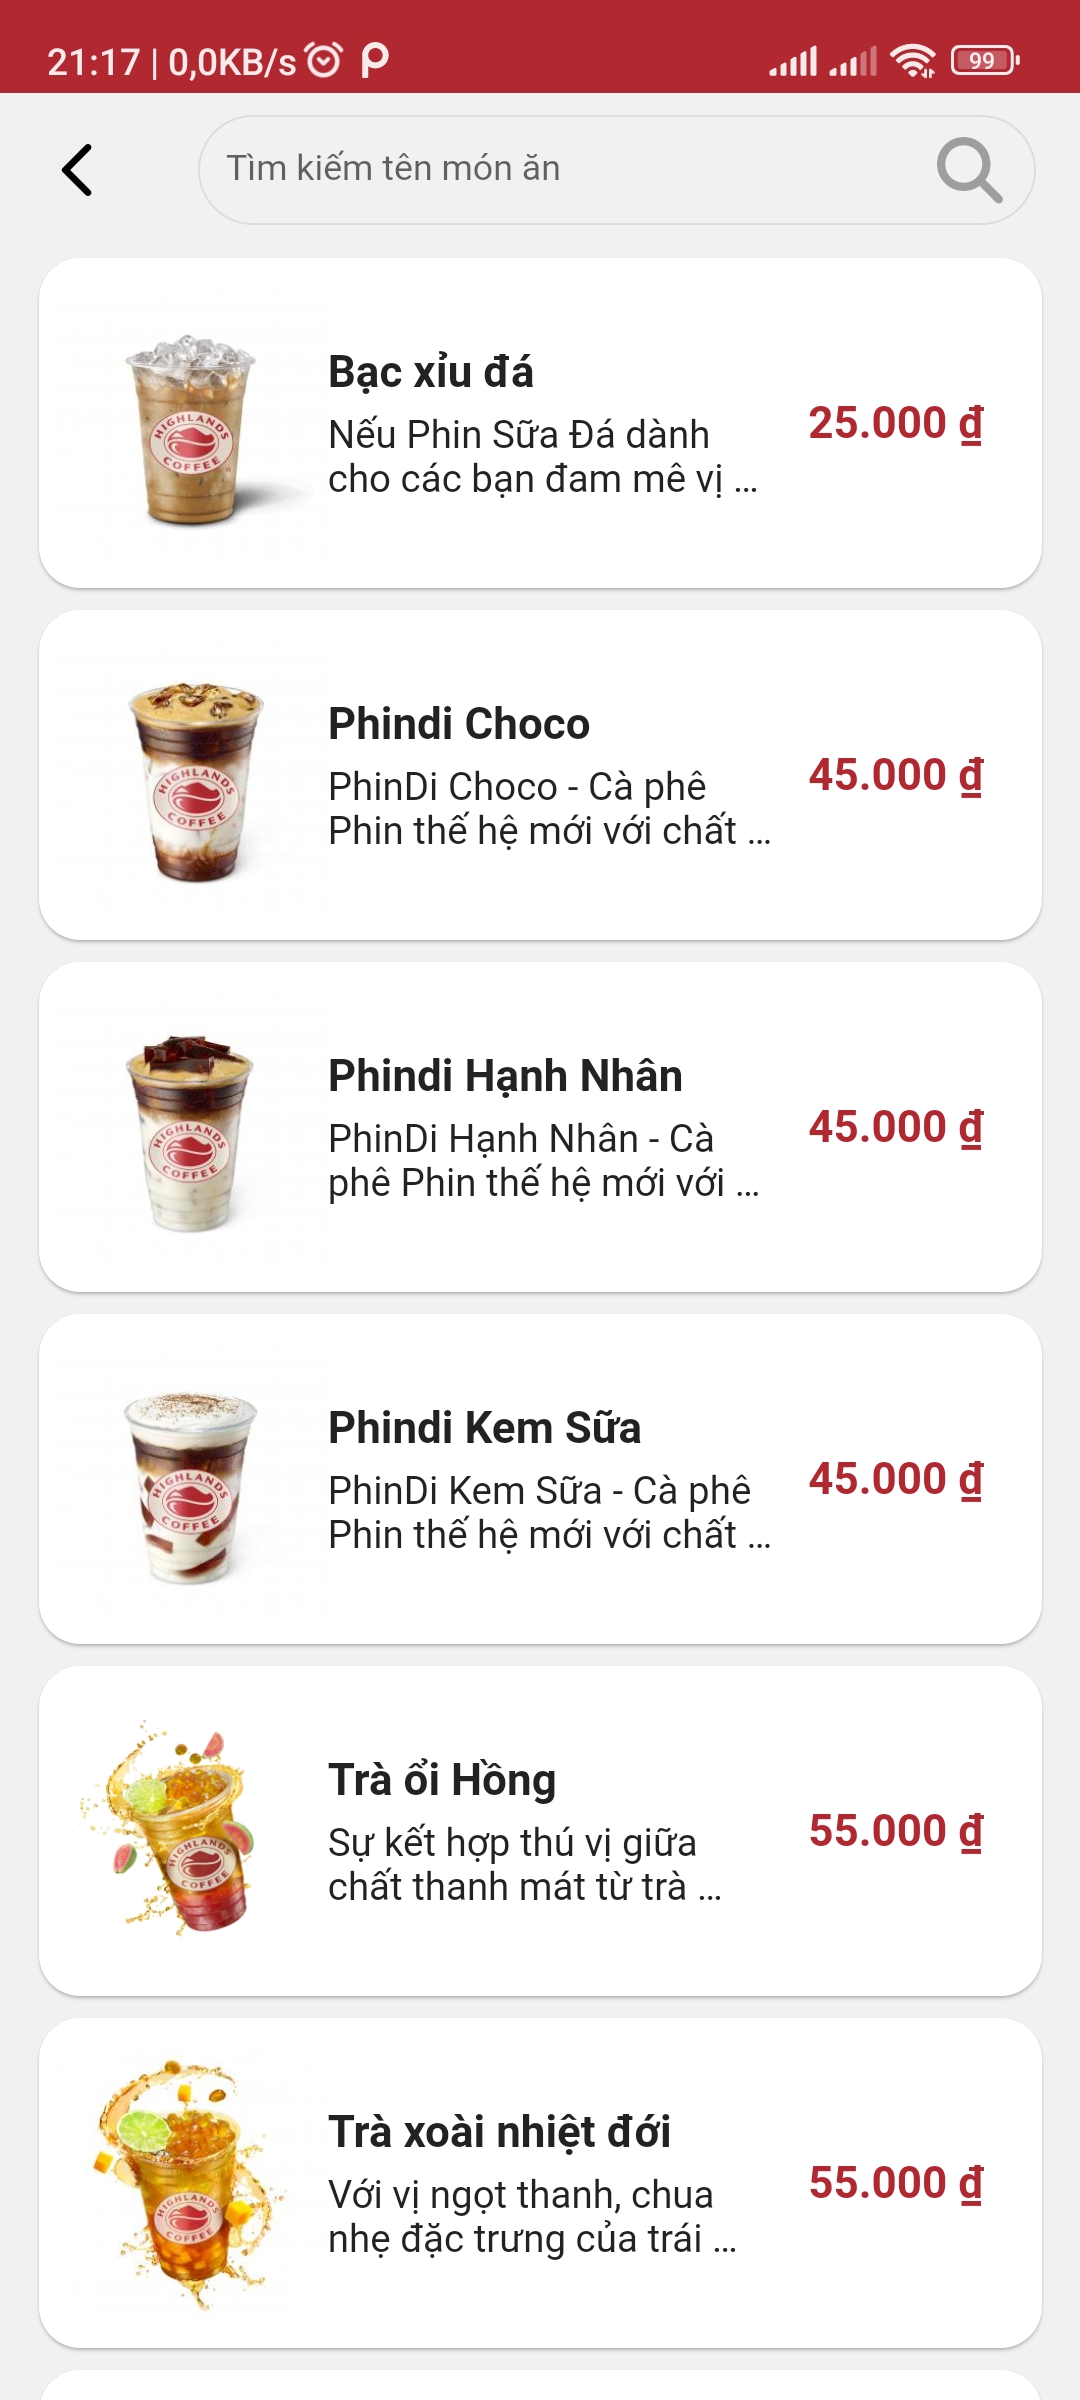 21:17 | 0,0KB/s
99
Tìm kiếm tên món ăn
HIGHLANDS
COFFEE
Bạc xỉu đá
Nếu Phin Sữa Đá dành
cho các bạn đam mê vị ...
25.000 ₫
HIGHLANDS
COFFEE
Phindi Choco
PhinDi Choco - Cà phê
Phin thế hệ mới với chất ...
45.000 ₫
HIGHLANDS
COFFEE
Phindi Hạnh Nhân
PhinDi Hạnh Nhân - Cà
phê Phin thế hệ mới với ...
45.000 ₫
HIGHLANDS
COFFEE
Phindi Kem Sữa
PhinDi Kem Sữa - Cà phê
Phin thế hệ mới với chất ...
45.000 ₫
HIGHLANDS
COFFEE
Trà ổi Hồng
Sự kết hợp thú vị giữa
chất thanh mát từ trà ...
55.000 ₫
HIGHLANDS
COFFEE
Trà xoài nhiệt đới
Với vị ngọt thanh, chua
nhẹ đặc trưng của trái ...
55.000 ₫